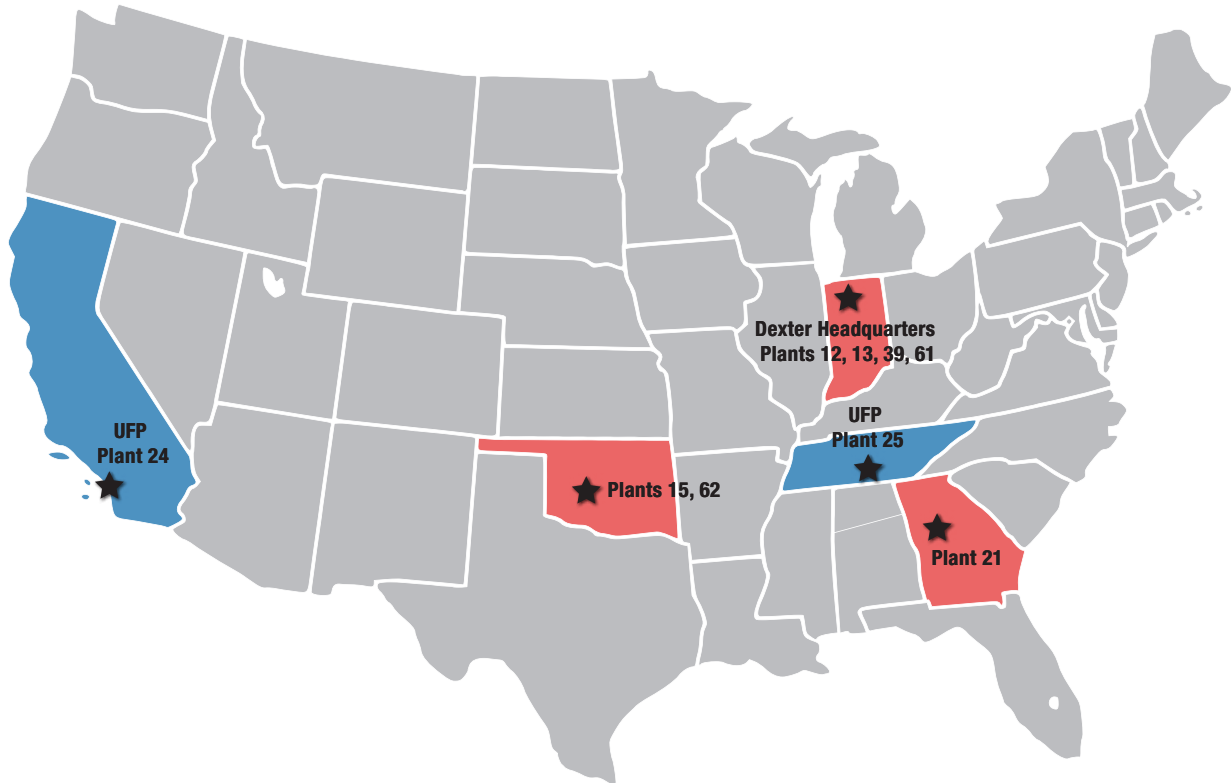 Dexter Headquarters
Plants 12, 13, 39, 61
UFP
Plant 25
UFP
Plant 24
Plants 15, 62
Plant 21